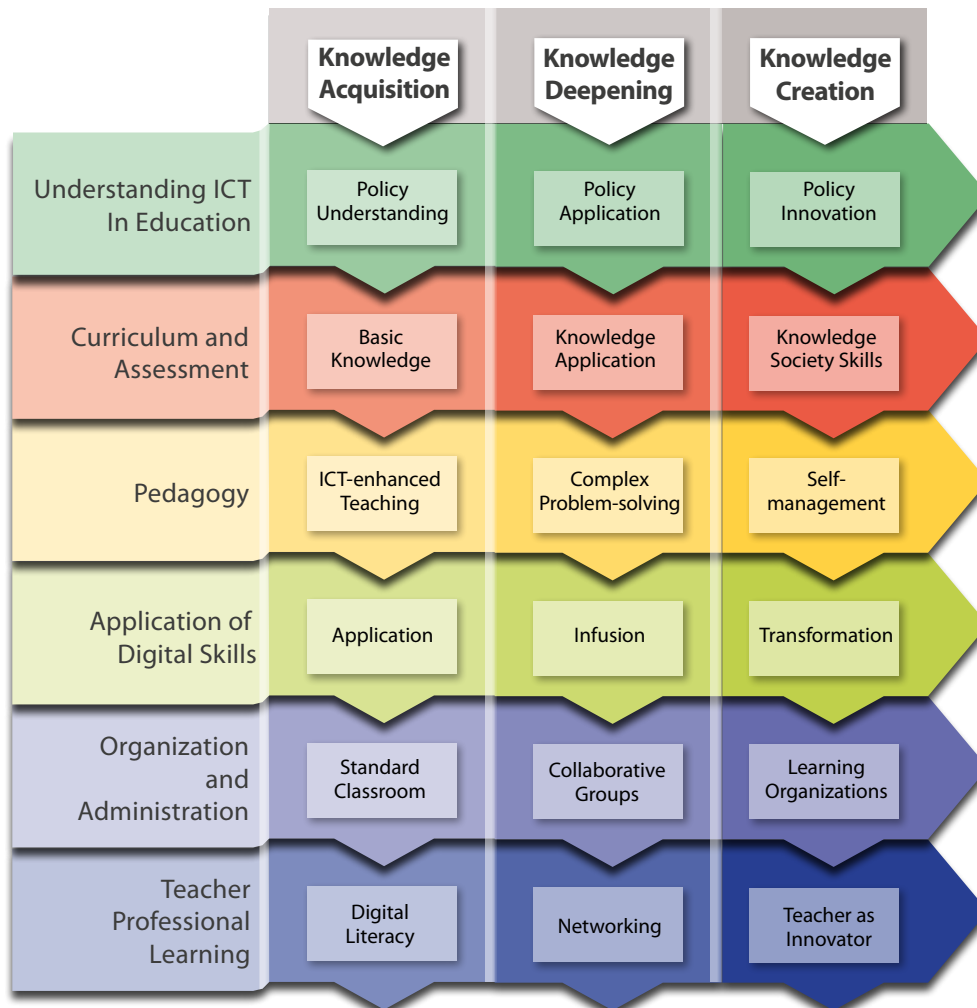 Knowledge
Acquisition
Knowledge
Deepening
Knowledge
Creation
Understanding ICT
In Education
Policy
Understanding
Policy
Application
Policy
Innovation
Curriculum and
Assessment
Basic
Knowledge
Knowledge
Application
Knowledge
Society Skills
Pedagogy
ICT-enhanced
Teaching
Complex
Problem-solving
Self-
management
Application of
Digital Skills
Application
Infusion
Transformation
Organization
and
Administration
Standard
Classroom
Collaborative
Groups
Learning
Organizations
Teacher
Professional
Learning
Digital
Literacy
Networking
Teacher as
Innovator